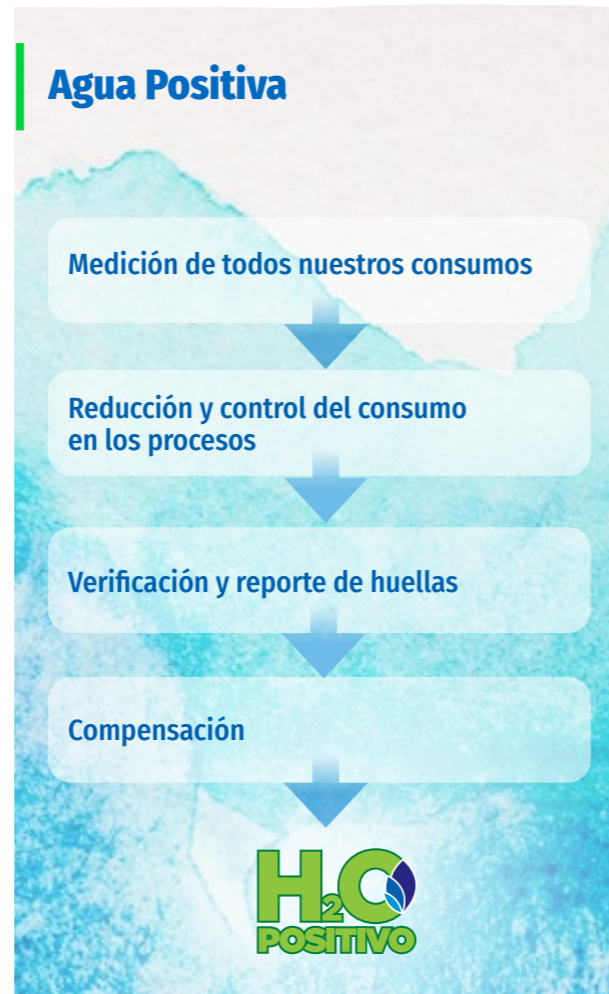 Agua Positiva
Medición de todos nuestros consumos
Reducción y control del consumo
en los procesos
Verificación y reporte de huellas
Compensación
H2O
POSITIVO